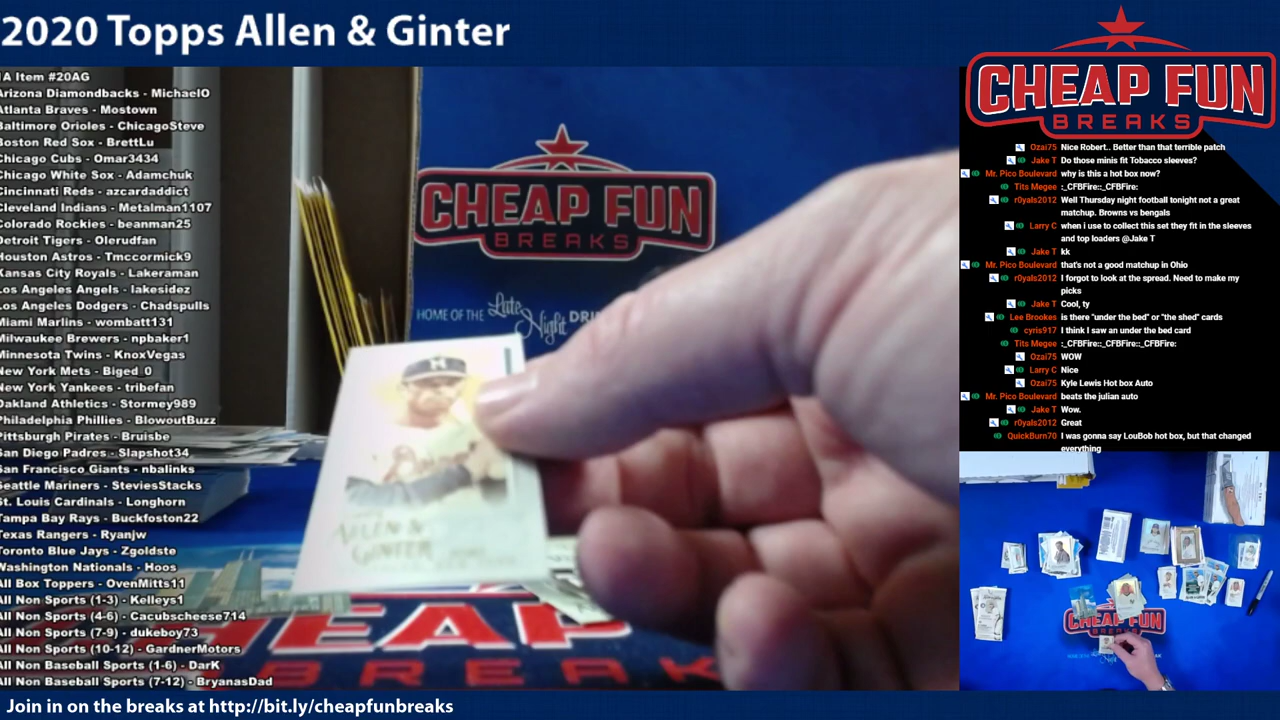 2020 Topps Allen & Ginter
1A Item #20AG
Arizona Diamondbacks - MichaelO
Atlanta Braves - Mostown
Baltimore Orioles - ChicagoSteve
Boston Red Sox - BrettLu
Chicago Cubs - Omar3434
Chicago White Sox - Adamchuk
Cincinnati Reds - azcardaddict
Cleveland Indians - Metalman1107
Colorado Rockies - beanman25
Detroit Tigers - Olerudfan
Houston Astros - Tmccormick9
Kansas City Royals - Lakeraman
Los Angeles Angels - lakesidez
Los Angeles Dodgers - Chadspulls
Miami Marlins - wombatt131
Milwaukee Brewers - npbaker1
Minnesota Twins - KnoxVegas
New York Mets - Biged_0
New York Yankees - tribefan
Oakland Athletics - Stormey989
Philadelphia Phillies - BlowoutBuzz
Pittsburgh Pirates - Bruisbe
San Diego Padres - Slapshot34
San Francisco Giants - nbalinks
Seattle Mariners - SteviesStacks
St. Louis Cardinals - Longhorn
Tampa Bay Rays - Buckfoston22
Texas Rangers - Ryanjw
Toronto Blue Jays - Zgoldste
Washington Nationals - Hoos
All Box Toppers - OvenMitts11
All Non Sports (1-3) - Kelleys1
All Non Sports (4-6) - Cacubscheese714
All Non Sports (7-9) - dukeboy73
All Non Sports (10-12) - GardnerMotors
All Non Baseball Sports (1-6) - DarK
All Non Baseball Sports (7-12) - BryanasDad
CHEAP FUN
BREAKS
HOME OF THE Late Night
ALLEN &
GINTER
CHEAP FUN
BREAKS
Ozai75 Nice Robert.. Better than that terrible patch
Jake T Do those minis fit Tobacco sleeves?
Mr. Pico Boulevard why is this a hot box now?
Tits Megee :_CFBFire::_CFBFire:
r0yals2012 Well Thursday night football tonight not a great
matchup. Browns vs bengals
Larry C when i use to collect this set they fit in the sleeves
and top loaders @Jake T
Jake T kk
Mr. Pico Boulevard that's not a good matchup in Ohio
r0yals2012 I forgot to look at the spread. Need to make my
picks
Jake T Cool, ty
Lee Brookes is there "under the bed" or "the shed" cards
cyris917 I think I saw an under the bed card
Tits Megee :_CFBFire::_CFBFire::_CFBFire:
Ozai75 WOW
Larry C Nice
Ozai75 Kyle Lewis Hot box Auto
Mr. Pico Boulevard beats the julian auto
Jake T Wow.
r0yals2012 Great
QuickBurn70 I was gonna say LouBob hot box, but that changed
everything
CHEAP FUN
Join in on the breaks at http://bit.ly/cheapfunbreaks